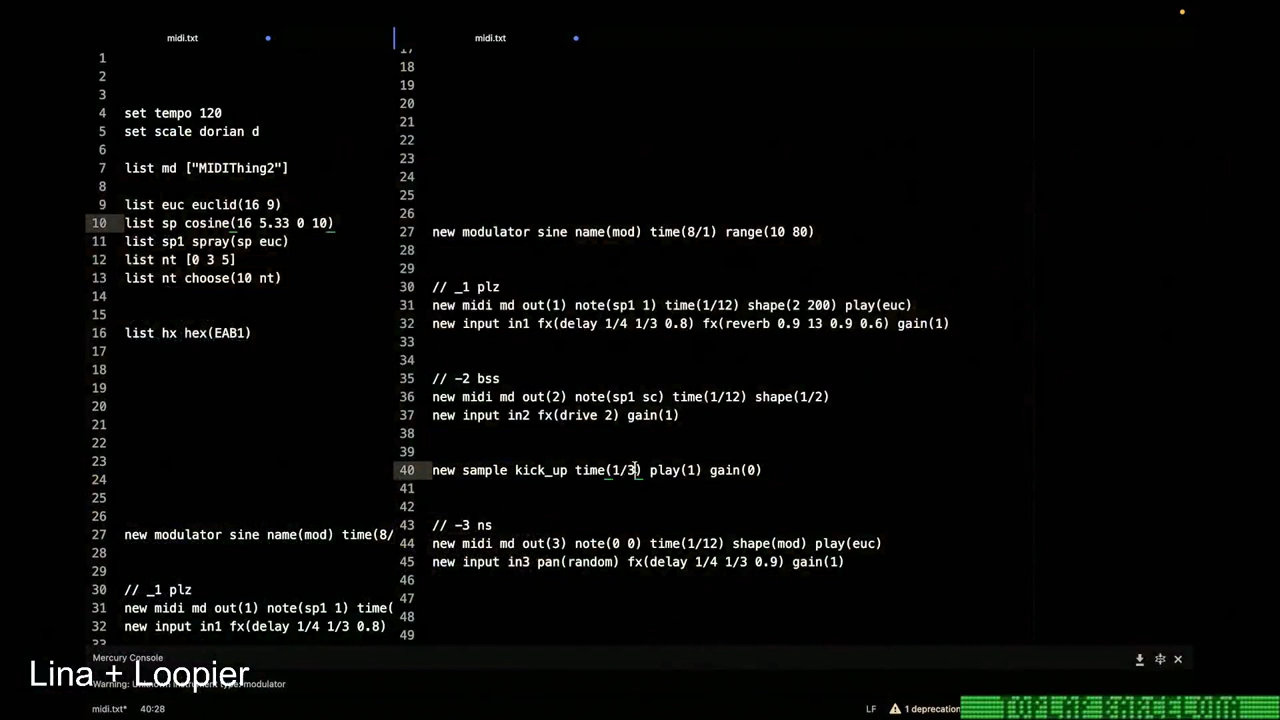 midi.txt
1
2
3
4 set tempo 120
5 set scale dorian d
6
7 list md ["MIDIThing2"]
8
9 list euc euclid(16 9)
10 list sp cosine(16 5.33 0 10)
11 list sp1 spray(sp euc)
12 list nt [0 3 5]
13 list nt choose(10 nt)
14
15
16 list hx hex(EAB1)
17
18
19
20
21
22
23
24
25
26
27 new modulator sine name(mod) time(8/
28
29
30 // _1 plz
31 new midi md out(1) note(sp1 1) time(
32 new input in1 fx(delay 1/4 1/3 0.8)
33
midi.txt
17
18
19
20
21
22
23
24
25
26
27 new modulator sine name(mod) time(8/1) range(10 80)
28
29
30 // _1 plz
31 new midi md out(1) note(sp1 1) time(1/12) shape(2 200) play(euc)
32 new input in1 fx(delay 1/4 1/3 0.8) fx(reverb 0.9 13 0.9 0.6) gain(1)
33
34
35 // -2 bss
36 new midi md out(2) note(sp1 sc) time(1/12) shape(1/2)
37 new input in2 fx(drive 2) gain(1)
38
39
40 new sample kick_up time(1/3) play(1) gain(0)
41
42
43 // -3 ns
44 new midi md out(3) note(0 0) time(1/12) shape(mod) play(euc)
45 new input in3 pan(random) fx(delay 1/4 1/3 0.9) gain(1)
46
47
48
49
Mercury Console
Lina + Loopier
Warning: Unknown instrument type: modulator
midi.txt* 40:28 LF 1 deprecation
TOPLAP BARCELONA